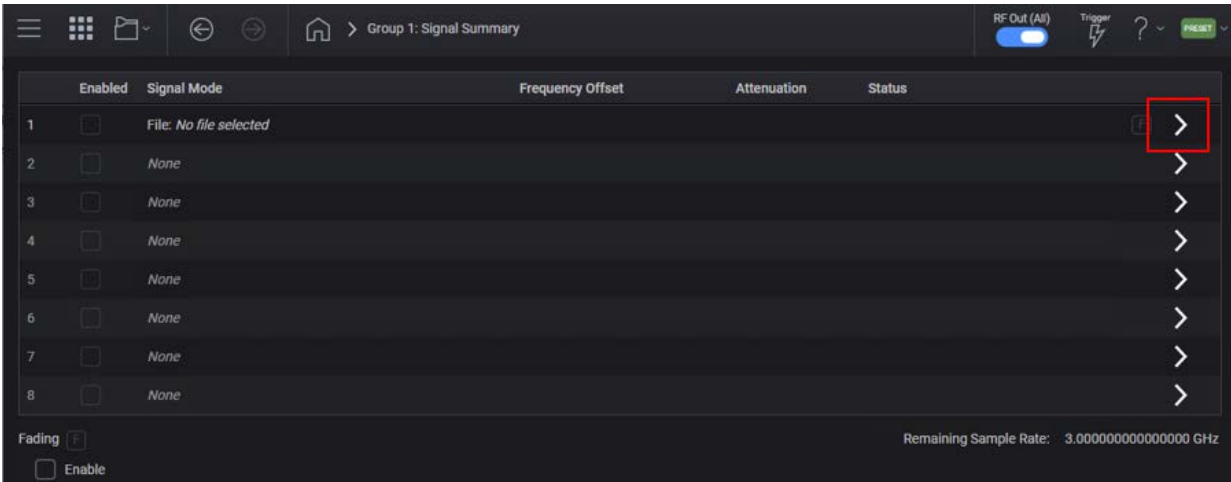 Group 1: Signal Summary
RF Out (All)
Trigger
PRESET
Enabled Signal Mode Frequency Offset Attenuation Status
1 File: No file selected F
2 None
3 None
4 None
5 None
6 None
7 None
8 None
Fading F Remaining Sample Rate: 3.000000000000000 GHz
Enable